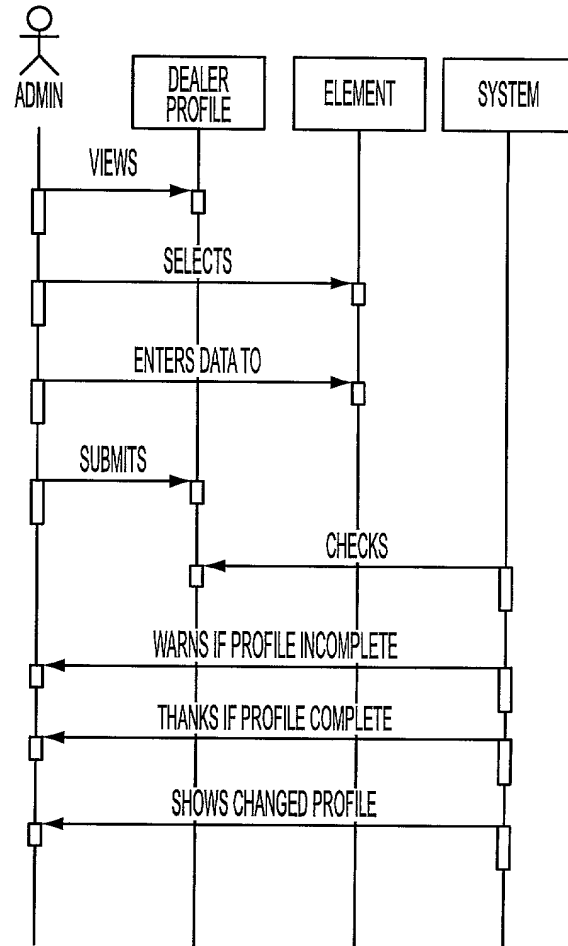 ADMIN
DEALER
PROFILE
ELEMENT
SYSTEM
VIEWS
SELECTS
ENTERS DATA TO
SUBMITS
CHECKS
WARNS IF PROFILE INCOMPLETE
THANKS IF PROFILE COMPLETE
SHOWS CHANGED PROFILE